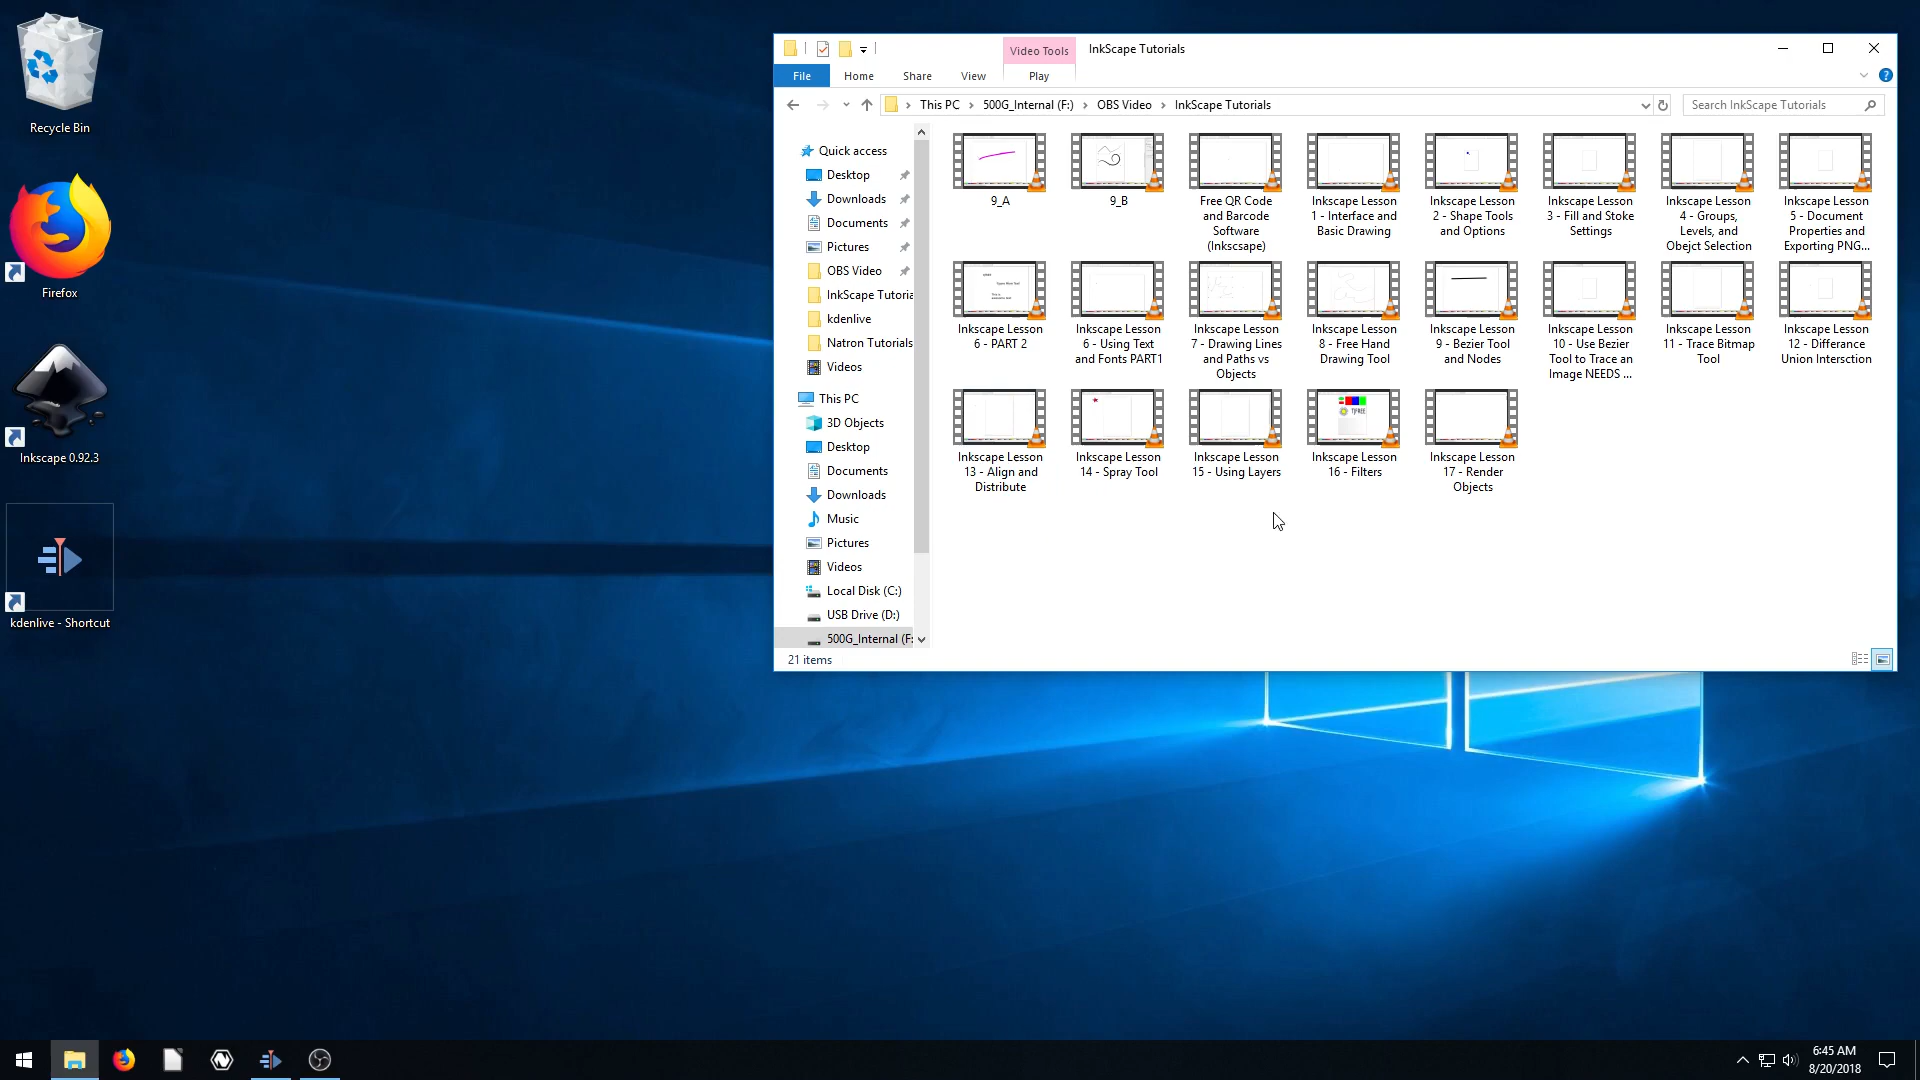 Recycle Bin
Firefox
Inkscape 0.92.3
kdenlive - Shortcut
Video Tools
InkScape Tutorials
File
Home
Share
View
Play
This PC
500G_Internal (F:)
OBS Video
InkScape Tutorials
Search InkScape Tutorials
Quick access
Desktop
Downloads
Documents
Pictures
OBS Video
InkScape Tutoria
kdenlive
Natron Tutorials
Videos
This PC
3D Objects
Desktop
Documents
Downloads
Music
Pictures
Videos
Local Disk (C:)
USB Drive (D:)
500G_Internal (F:
9_A
9_B
Free QR Code
and Barcode
Software
(Inkscsape)
Inkscape Lesson
1 - Interface and
Basic Drawing
Inkscape Lesson
2 - Shape Tools
and Options
Inkscape Lesson
3 - Fill and Stoke
Settings
Inkscape Lesson
4 - Groups,
Levels, and
Obejct Selection
Inkscape Lesson
5 - Document
Properties and
Exporting PNG...
Inkscape Lesson
6 - PART 2
Inkscape Lesson
6 - Using Text
and Fonts PART1
Inkscape Lesson
7 - Drawing Lines
and Paths vs
Objects
Inkscape Lesson
8 - Free Hand
Drawing Tool
Inkscape Lesson
9 - Bezier Tool
and Nodes
Inkscape Lesson
10 - Use Bezier
Tool to Trace an
Image NEEDS ...
Inkscape Lesson
11 - Trace Bitmap
Tool
Inkscape Lesson
12 - Differance
Union Intersction
Inkscape Lesson
13 - Align and
Distribute
Inkscape Lesson
14 - Spray Tool
Inkscape Lesson
15 - Using Layers
TJFREE
Inkscape Lesson
16 - Filters
Inkscape Lesson
17 - Render
Objects
21 items
6:45 AM
8/20/2018